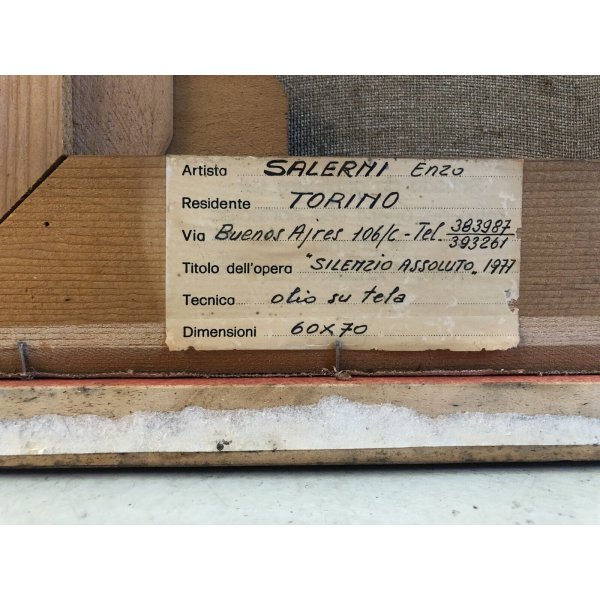 Artista SALERNI Enzo
Residente TORINO
Via Buenos Ajres 106/c - Tel. 383987/393261
Titolo dell'opera "SILENZIO ASSOLUTO" 1977
Tecnica olio su tela
Dimensioni 60X70